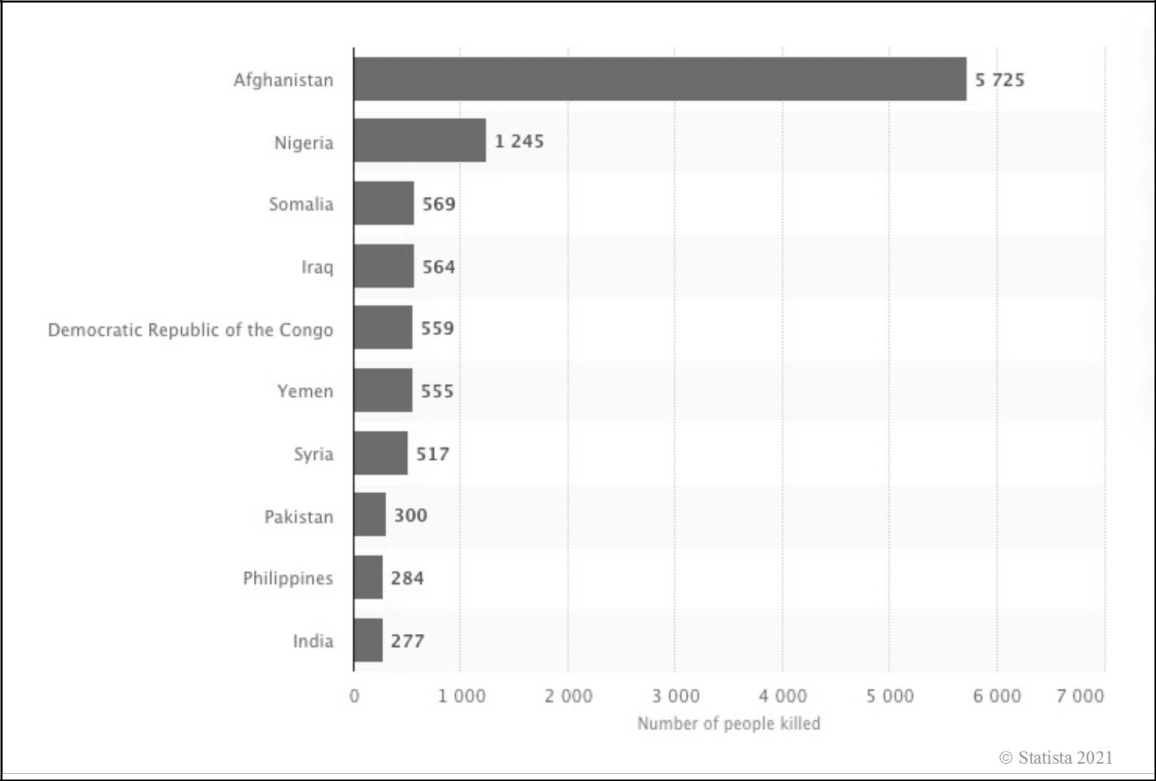 Afghanistan 5 725
Nigeria 1 245
Somalia 569
Iraq 564
Democratic Republic of the Congo 559
Yemen 555
Syria 517
Pakistan 300
Philippines 284
India 277
0 1 000 2 000 3 000 4 000 5 000 6 000 7 000
Number of people killed
© Statista 2021